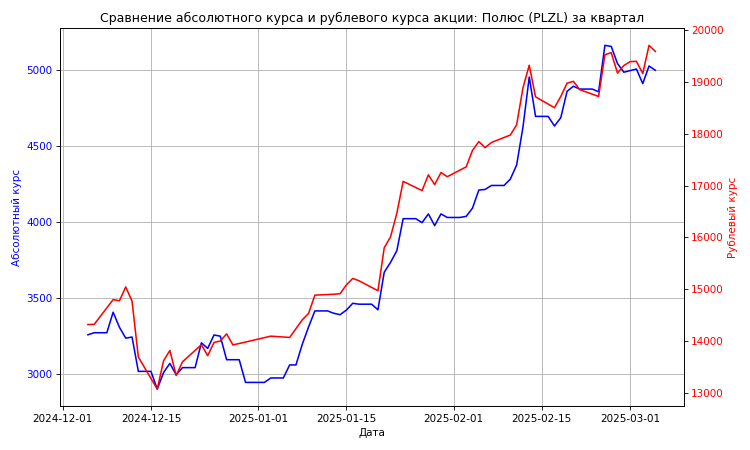 Сравнение абсолютного курса и рублевого курса акции: Полюс (PLZL) за квартал
Абсолютный курс
5000
4500
4000
3500
3000
20000
19000
18000
17000
16000
15000
14000
13000
Рублевый курс
2024-12-01 2024-12-15 2025-01-01 2025-01-15 2025-02-01 2025-02-15 2025-03-01
Дата